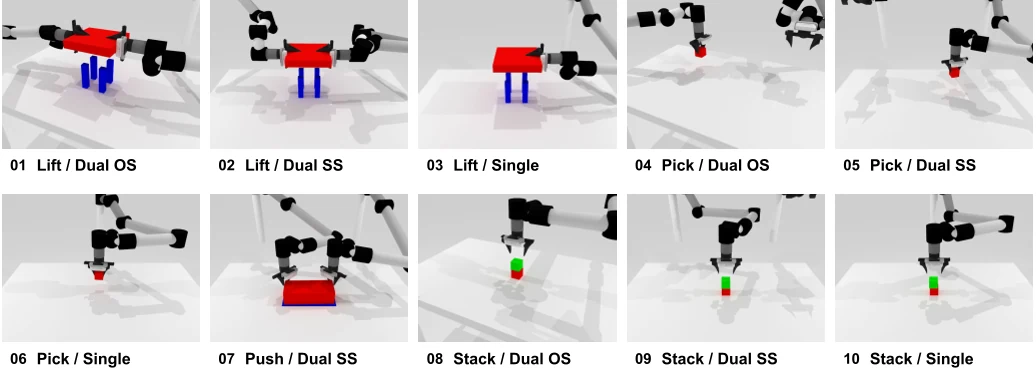 01 Lift / Dual OS
02 Lift / Dual SS
03 Lift / Single
04 Pick / Dual OS
05 Pick / Dual SS
06 Pick / Single
07 Push / Dual SS
08 Stack / Dual OS
09 Stack / Dual SS
10 Stack / Single